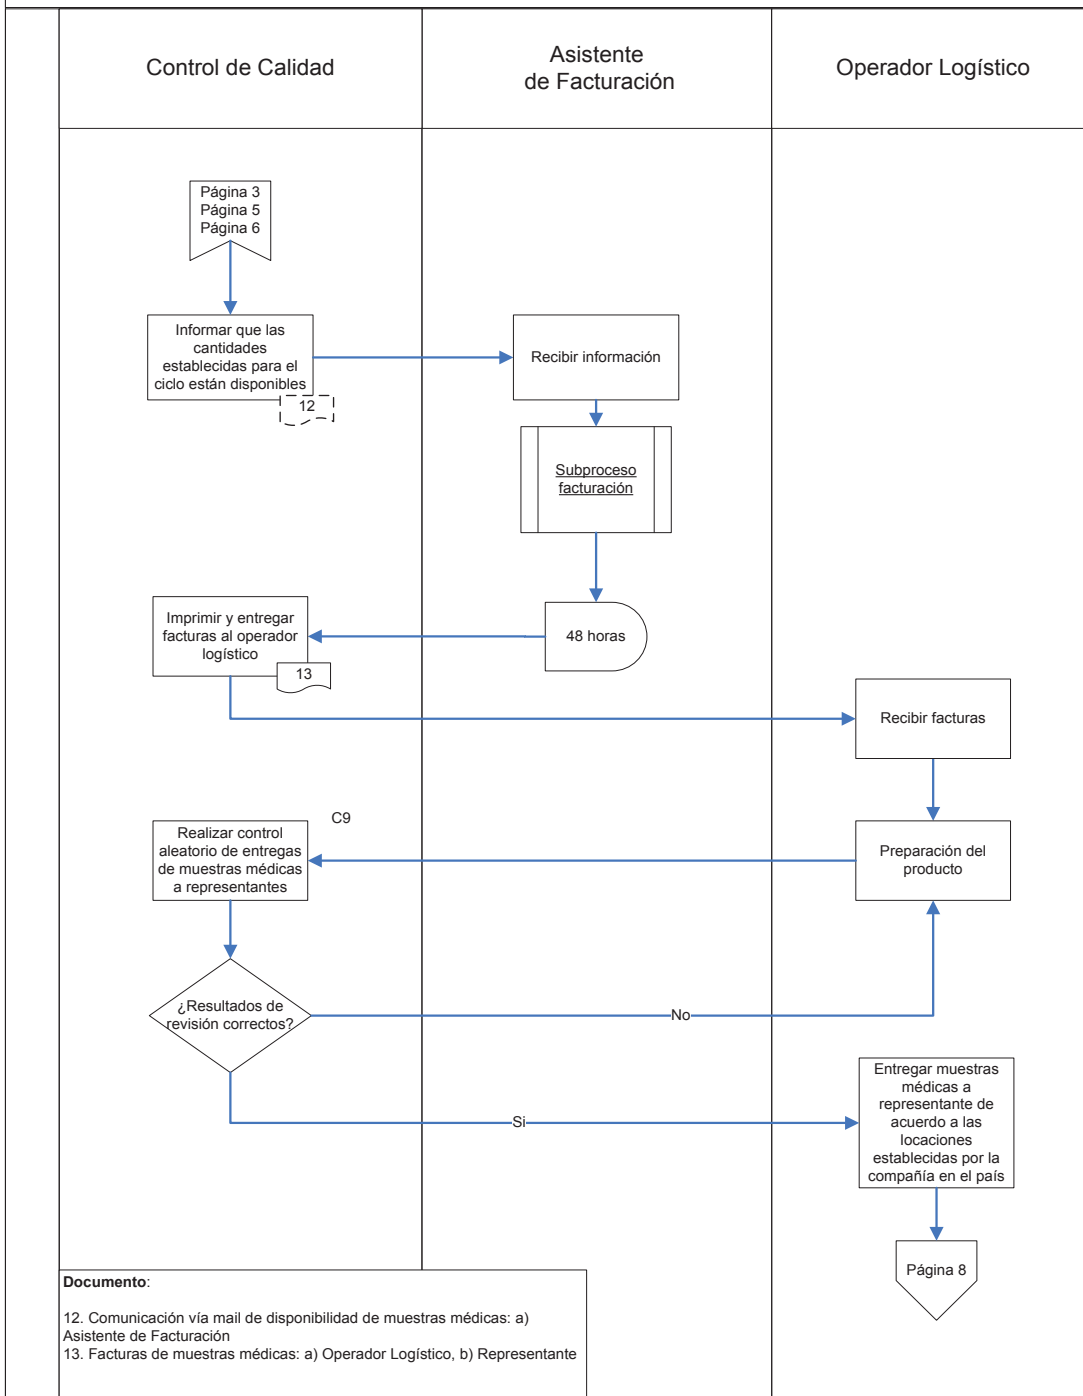 Control de Calidad
Asistente
de Facturación
Operador Logístico
Página 3
Página 5
Página 6
Informar que las
cantidades
establecidas para el
ciclo están disponibles
12
Recibir información
Subproceso
facturación
48 horas
Imprimir y entregar
facturas al operador
logístico
13
Recibir facturas
C9
Realizar control
aleatorio de entregas
de muestras médicas
a representantes
Preparación del
producto
¿Resultados de
revisión correctos?
No
Si
Entregar muestras
médicas a
representante de
acuerdo a las
locaciones
establecidas por la
compañía en el país
Página 8
Documento:
12. Comunicación vía mail de disponibilidad de muestras médicas: a)
Asistente de Facturación
13. Facturas de muestras médicas: a) Operador Logístico, b) Representante